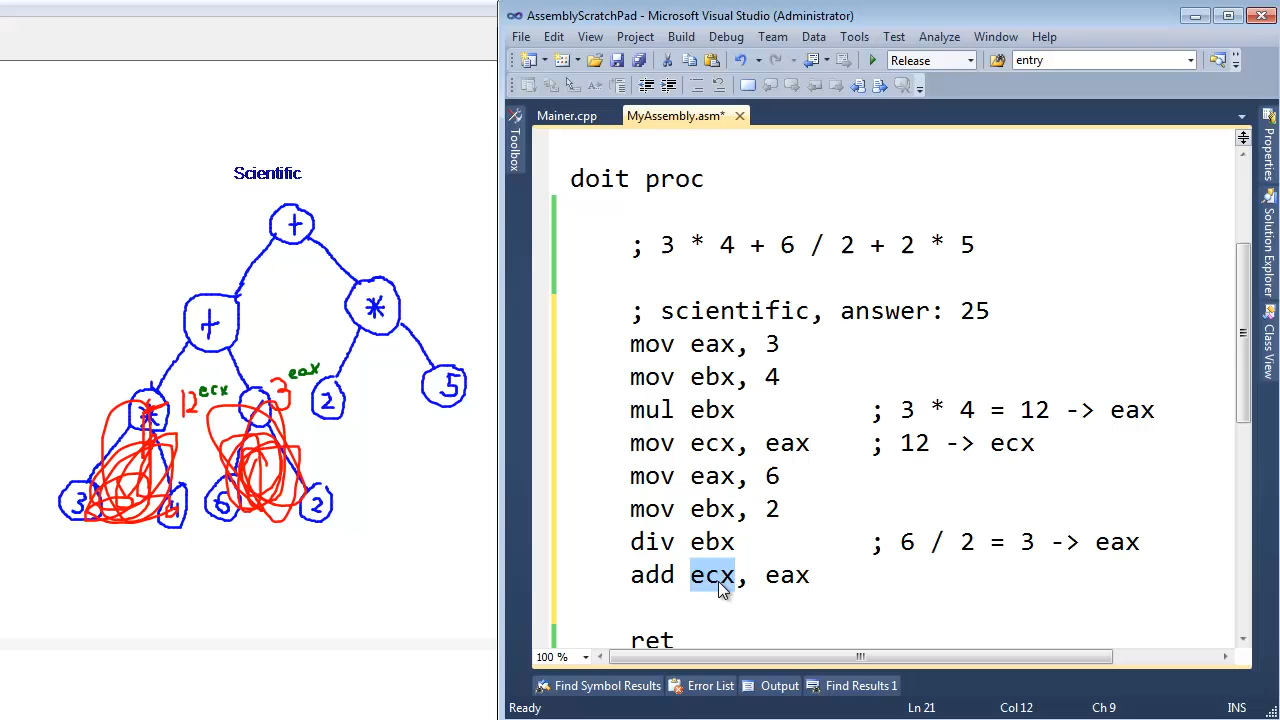 AssemblyScratchPad - Microsoft Visual Studio (Administrator)
File Edit View Project Build Debug Team Data Tools Test Analyze Window Help
Release entry
Mainer.cpp MyAssembly.asm*
Toolbox
Properties
Solution Explorer
Class View
doit proc
; 3 * 4 + 6 / 2 + 2 * 5
; scientific, answer: 25
mov eax, 3
mov ebx, 4
mul ebx ; 3 * 4 = 12 -> eax
mov ecx, eax ; 12 -> ecx
mov eax, 6
mov ebx, 2
div ebx ; 6 / 2 = 3 -> eax
add ecx, eax
ret
100 %
Find Symbol Results Error List Output Find Results 1
Ready Ln 21 Col 12 Ch 9 INS
Scientific
+
+ *
* 12 ecx 3 eax 2 5
3 4 6 2